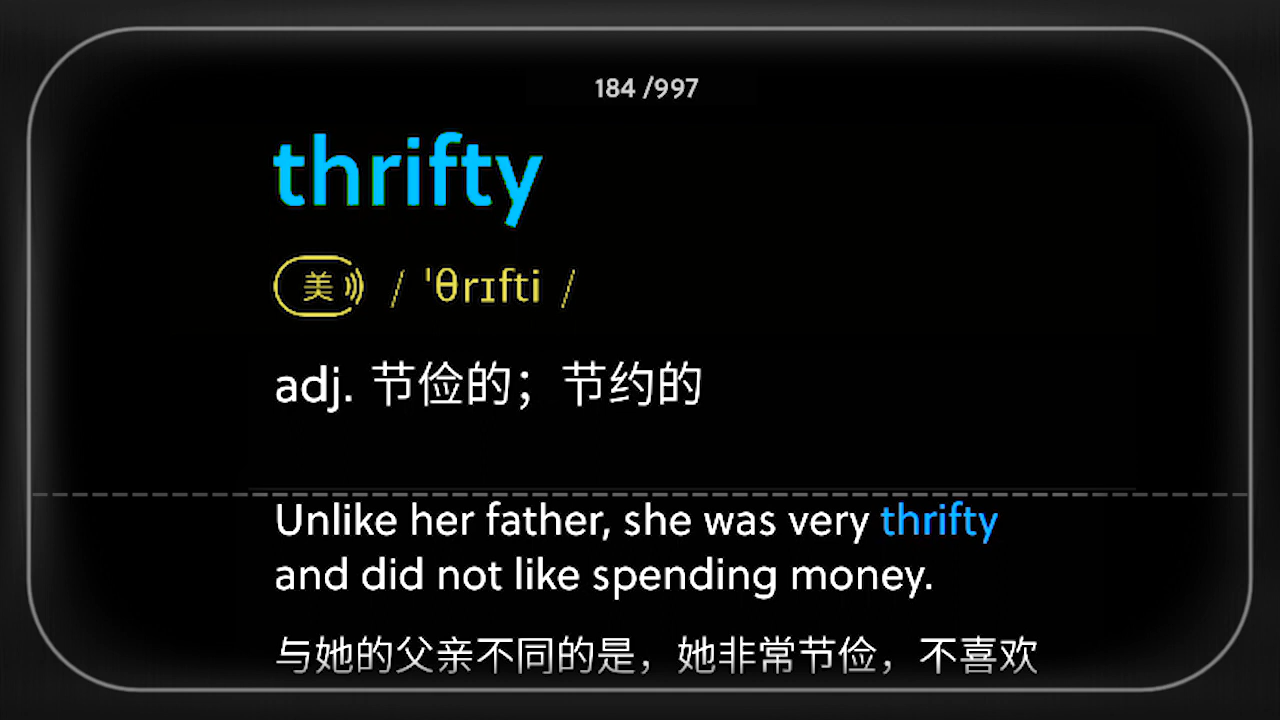 184 /997
thrifty
美 / ˈθrɪfti /
adj. 节俭的；节约的
Unlike her father, she was very thrifty
and did not like spending money.
与她的父亲不同的是，她非常节俭，不喜欢